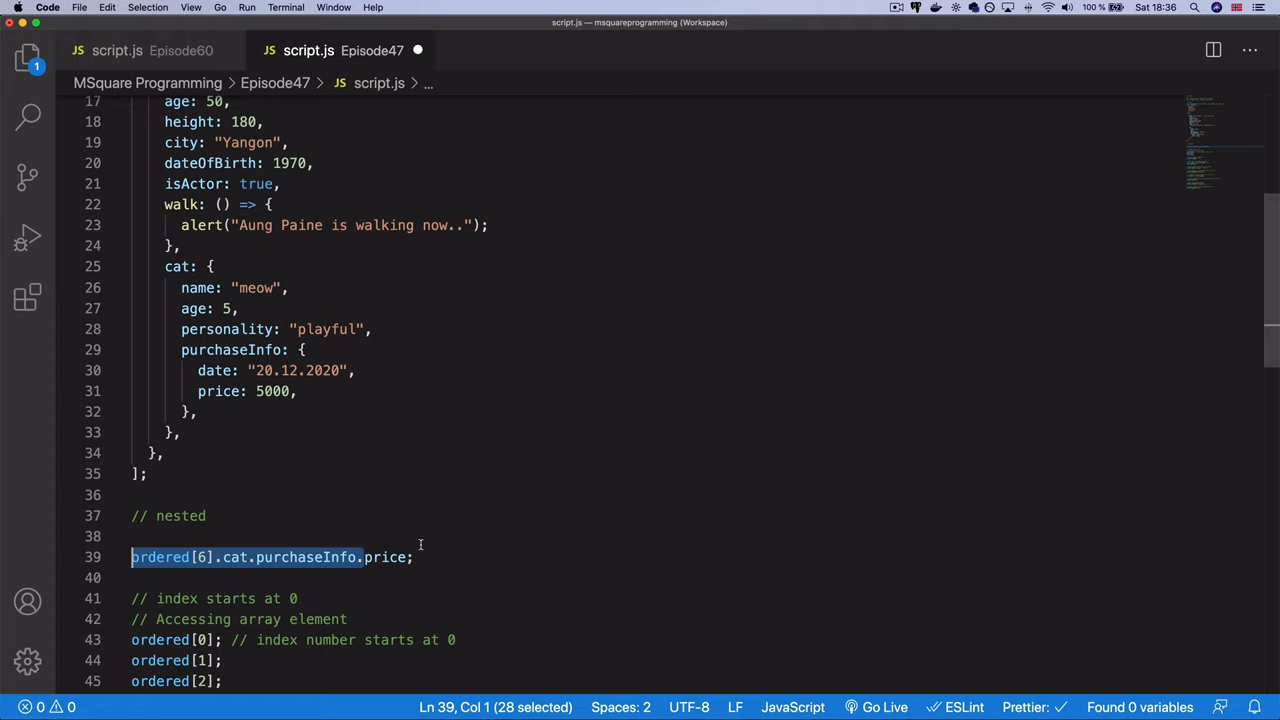 Code File Edit Selection View Go Run Terminal Window Help 100 % Sat 18:36
script.js — msquareprogramming (Workspace)
JS script.js Episode60 JS script.js Episode47
MSquare Programming > Episode47 > JS script.js > ...
1
17 age: 50,
18 height: 180,
19 city: "Yangon",
20 dateOfBirth: 1970,
21 isActor: true,
22 walk: () => {
23 alert("Aung Paine is walking now..");
24 },
25 cat: {
26 name: "meow",
27 age: 5,
28 personality: "playful",
29 purchaseInfo: {
30 date: "20.12.2020",
31 price: 5000,
32 },
33 },
34 },
35 ];
36
37 // nested
38
39 ordered[6].cat.purchaseInfo.price;
40
41 // index starts at 0
42 // Accessing array element
43 ordered[0]; // index number starts at 0
44 ordered[1];
45 ordered[2];
0 0 Ln 39, Col 1 (28 selected) Spaces: 2 UTF-8 LF JavaScript Go Live ESLint Prettier: ✓ Found 0 variables